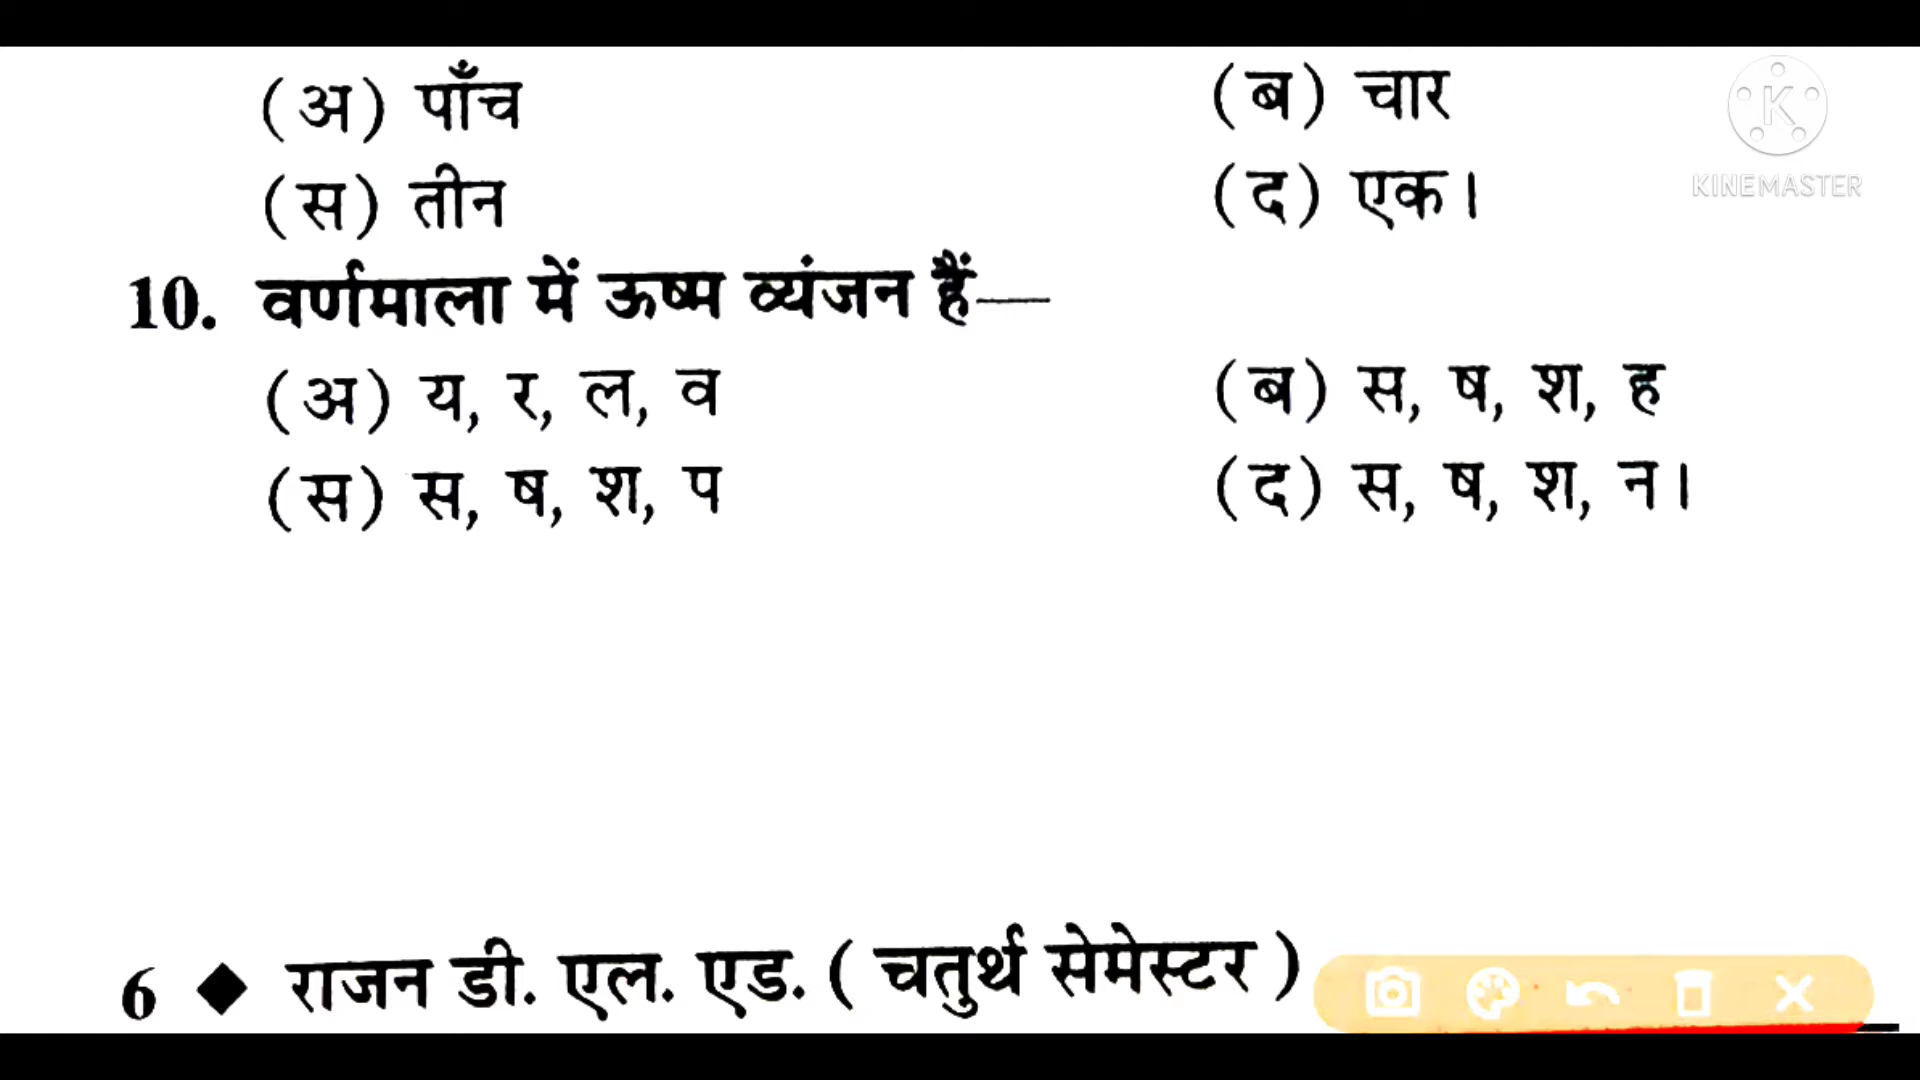 (अ) पाँच (ब) चार
(स) तीन (द) एक।
10. वर्णमाला में ऊष्म व्यंजन हैं—
(अ) य, र, ल, व (ब) स, ष, श, ह
(स) स, ष, श, प (द) स, ष, श, न।
6 ◆ राजन डी. एल. एड. ( चतुर्थ सेमेस्टर )
K
KINEMASTER